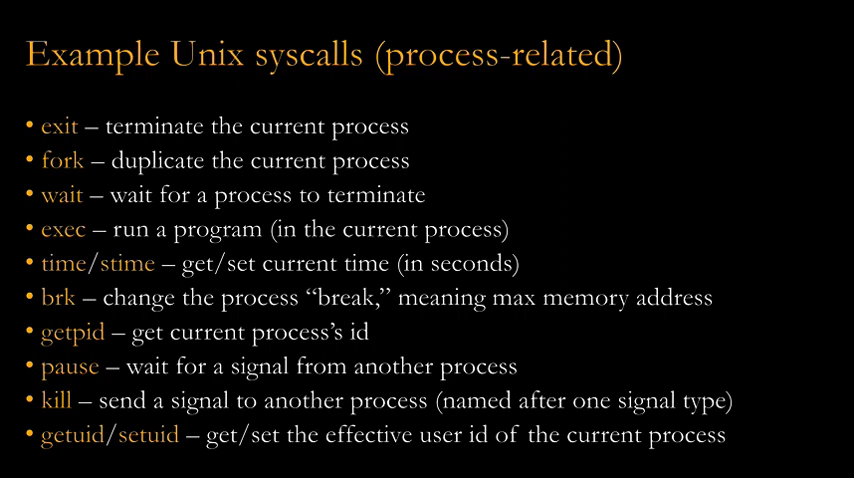 Example Unix syscalls (process-related)
• exit – terminate the current process
• fork – duplicate the current process
• wait – wait for a process to terminate
• exec – run a program (in the current process)
• time/stime – get/set current time (in seconds)
• brk – change the process “break,” meaning max memory address
• getpid – get current process’s id
• pause – wait for a signal from another process
• kill – send a signal to another process (named after one signal type)
• getuid/setuid – get/set the effective user id of the current process